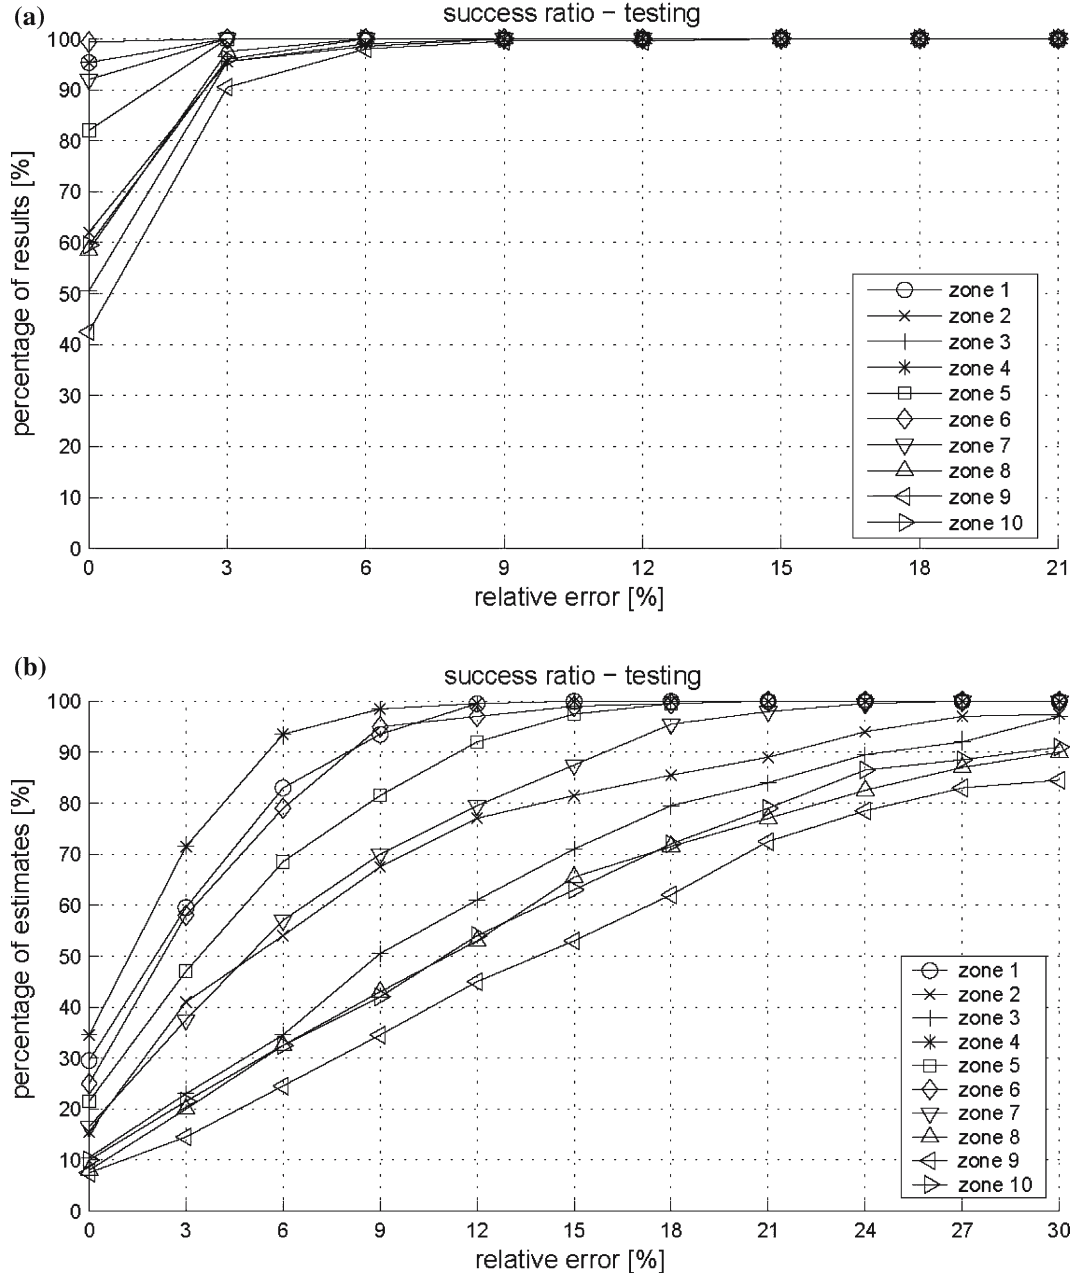 (a)
success ratio – testing
percentage of results [%]
100
90
80
70
60
50
40
30
20
10
0
0 3 6 9 12 15 18 21
relative error [%]
zone 1
zone 2
zone 3
zone 4
zone 5
zone 6
zone 7
zone 8
zone 9
zone 10
(b)
success ratio – testing
percentage of estimates [%]
100
90
80
70
60
50
40
30
20
10
0
0 3 6 9 12 15 18 21 24 27 30
relative error [%]
zone 1
zone 2
zone 3
zone 4
zone 5
zone 6
zone 7
zone 8
zone 9
zone 10